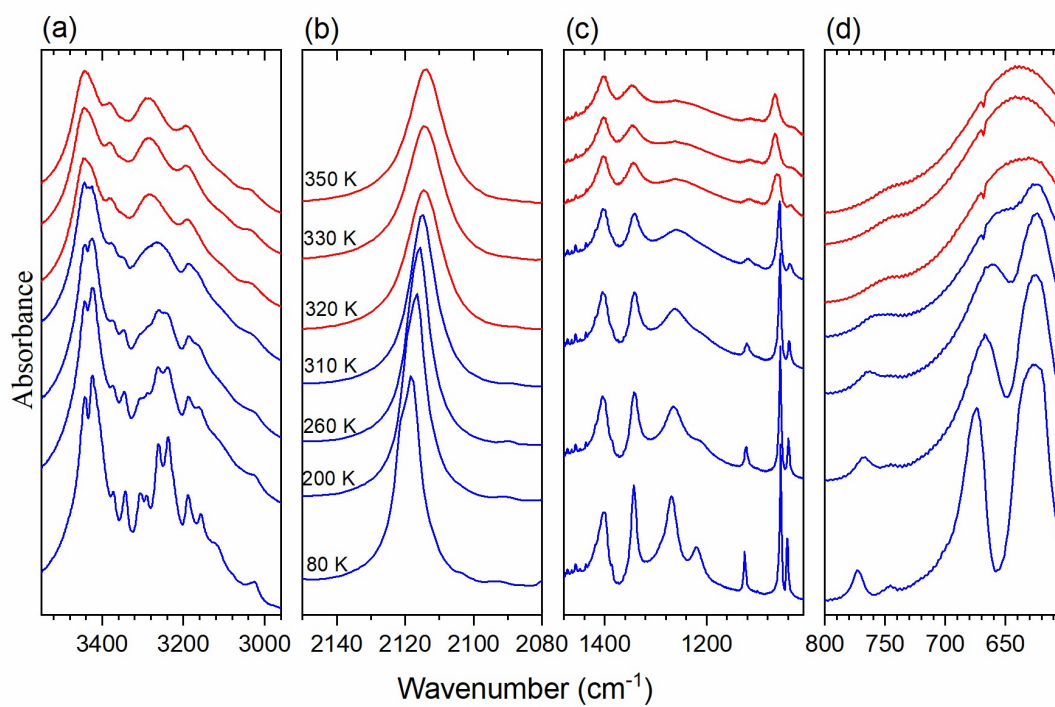 (a) (b) (c) (d)
Absorbance
350 K
330 K
320 K
310 K
260 K
200 K
80 K
3400 3200 3000 2140 2120 2100 2080 1400 1200 800 700 650
Wavenumber (cm⁻¹)